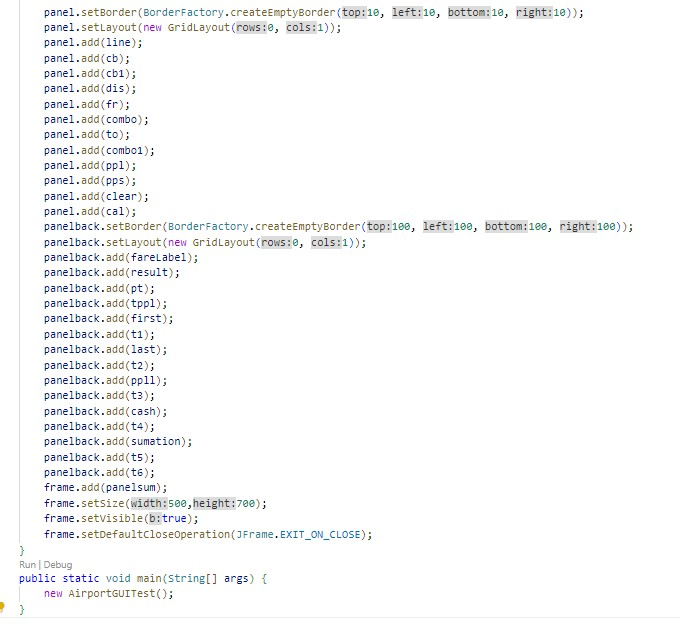 panel.setBorder(BorderFactory.createEmptyBorder(top:10, left:10, bottom:10, right:10));
panel.setLayout(new GridLayout(rows:0, cols:1));
panel.add(line);
panel.add(cb);
panel.add(cb1);
panel.add(dis);
panel.add(fr);
panel.add(combo);
panel.add(to);
panel.add(combo1);
panel.add(ppl);
panel.add(pps);
panel.add(clear);
panel.add(cal);
panelback.setBorder(BorderFactory.createEmptyBorder(top:100, left:100, bottom:100, right:100));
panelback.setLayout(new GridLayout(rows:0, cols:1));
panelback.add(fareLabel);
panelback.add(result);
panelback.add(pt);
panelback.add(tppl);
panelback.add(first);
panelback.add(t1);
panelback.add(last);
panelback.add(t2);
panelback.add(ppll);
panelback.add(t3);
panelback.add(cash);
panelback.add(t4);
panelback.add(sumation);
panelback.add(t5);
panelback.add(t6);
frame.add(panelsum);
frame.setSize(width:500,height:700);
frame.setVisible(b:true);
frame.setDefaultCloseOperation(JFrame.EXIT_ON_CLOSE);
}
Run | Debug
public static void main(String[] args) {
new AirportGUITest();
}